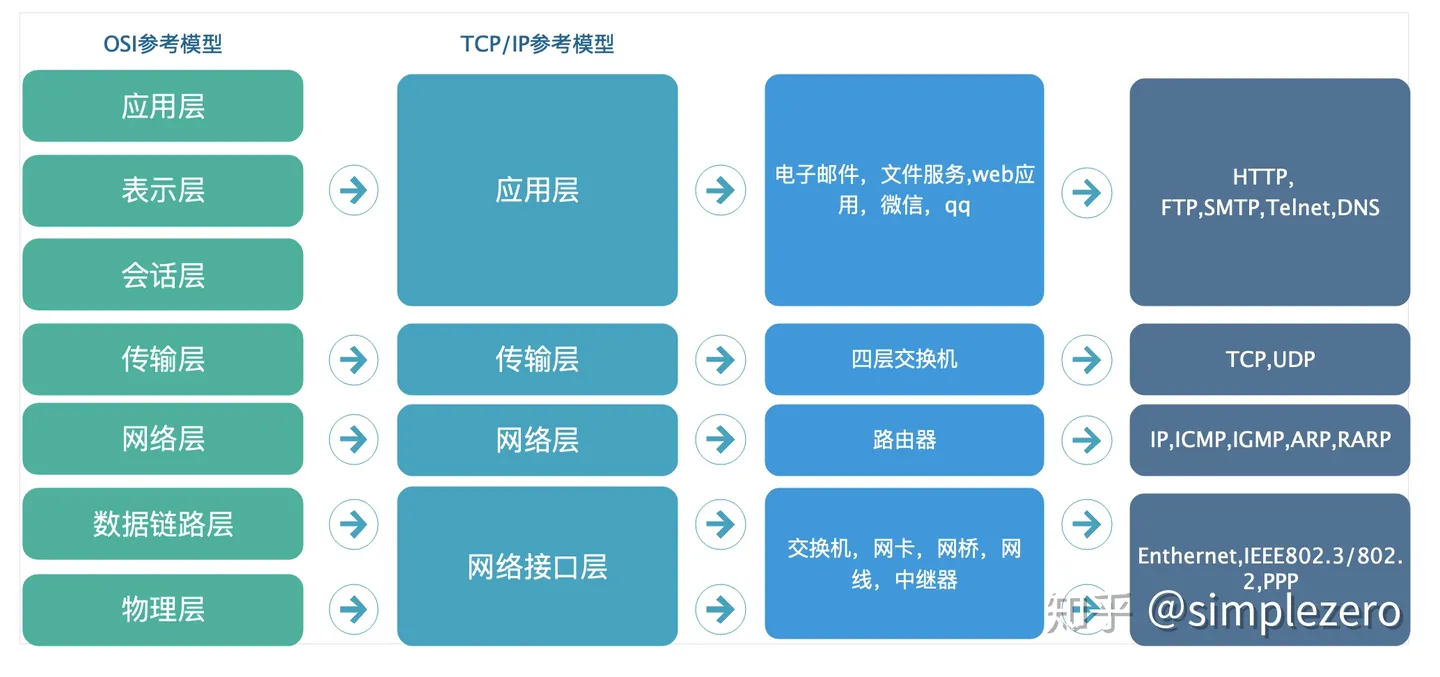 OSI参考模型
TCP/IP参考模型
应用层
表示层
会话层
应用层
电子邮件，文件服务,web应
用，微信，qq
HTTP,
FTP,SMTP,Telnet,DNS
传输层
传输层
四层交换机
TCP,UDP
网络层
网络层
路由器
IP,ICMP,IGMP,ARP,RARP
数据链路层
物理层
网络接口层
交换机，网卡，网桥，网
线，中继器
Enthernet,IEEE802.3/802.
2,PPP
知乎 @simplezero